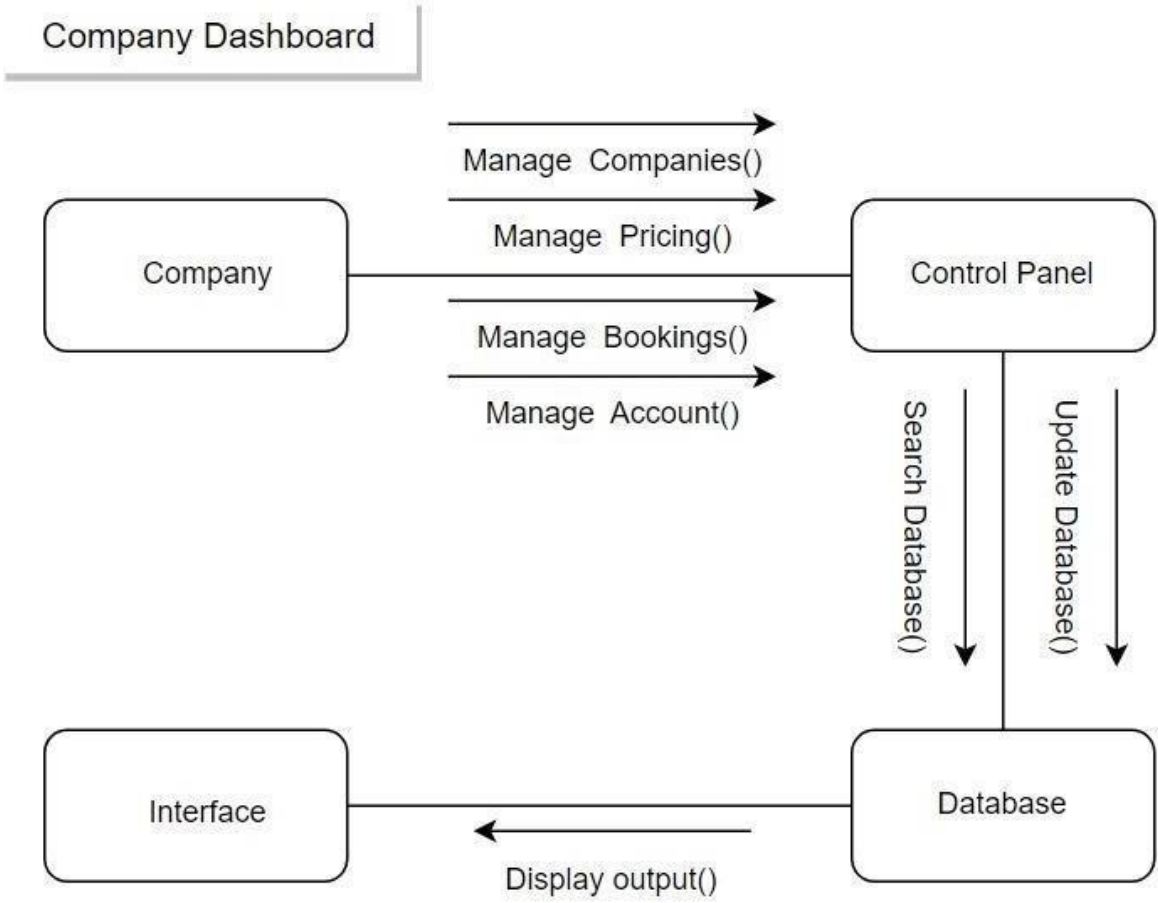 Company Dashboard
Manage Companies()
Manage Pricing()
Company
Control Panel
Manage Bookings()
Manage Account()
Search Database()
Update Database()
Interface
Database
Display output()